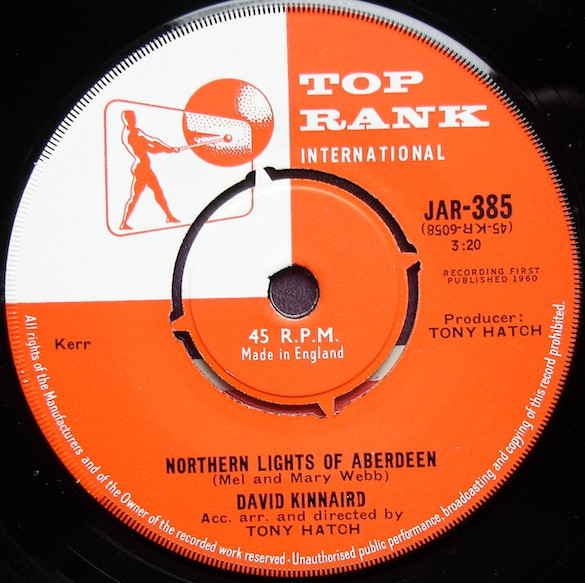 TOP
RANK
INTERNATIONAL
JAR-385
(45-K R-6058)
3:20
RECORDING FIRST
PUBLISHED 1960
Kerr
Producer:
TONY HATCH
45 R.P.M.
Made in England
NORTHERN LIGHTS OF ABERDEEN
(Mel and Mary Webb)
DAVID KINNAIRD
Acc. arr. and directed by
TONY HATCH
All rights of the Manufacturers and of the Owner of the recorded work reserved - Unauthorised public performance, broadcasting and copying of this record prohibited.